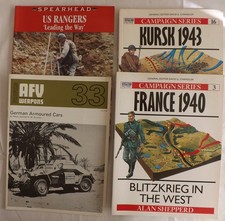 SPEARHEAD
US RANGERS
'Leading the Way'
CAMPAIGN SERIES
16
KURSK 1943
AFV
WEAPONS
33
German Armoured Cars
CAMPAIGN SERIES
3
FRANCE 1940
BLITZKRIEG IN
THE WEST
ALAN SHEPPERD